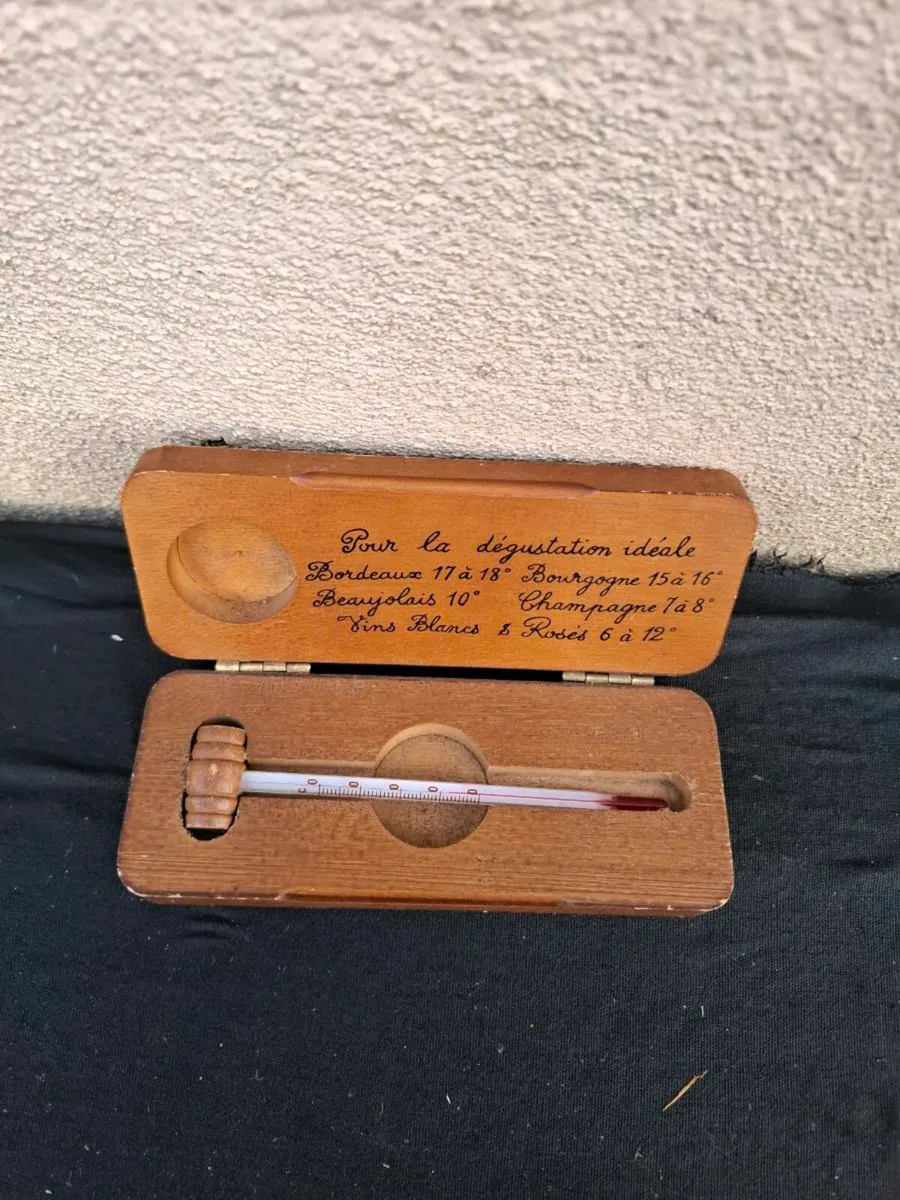 Pour la dégustation idéale
Bordeaux 17 à 18° Bourgogne 15 à 16°
Beaujolais 10° Champagne 7 à 8°
Vins Blancs & Rosés 6 à 12°